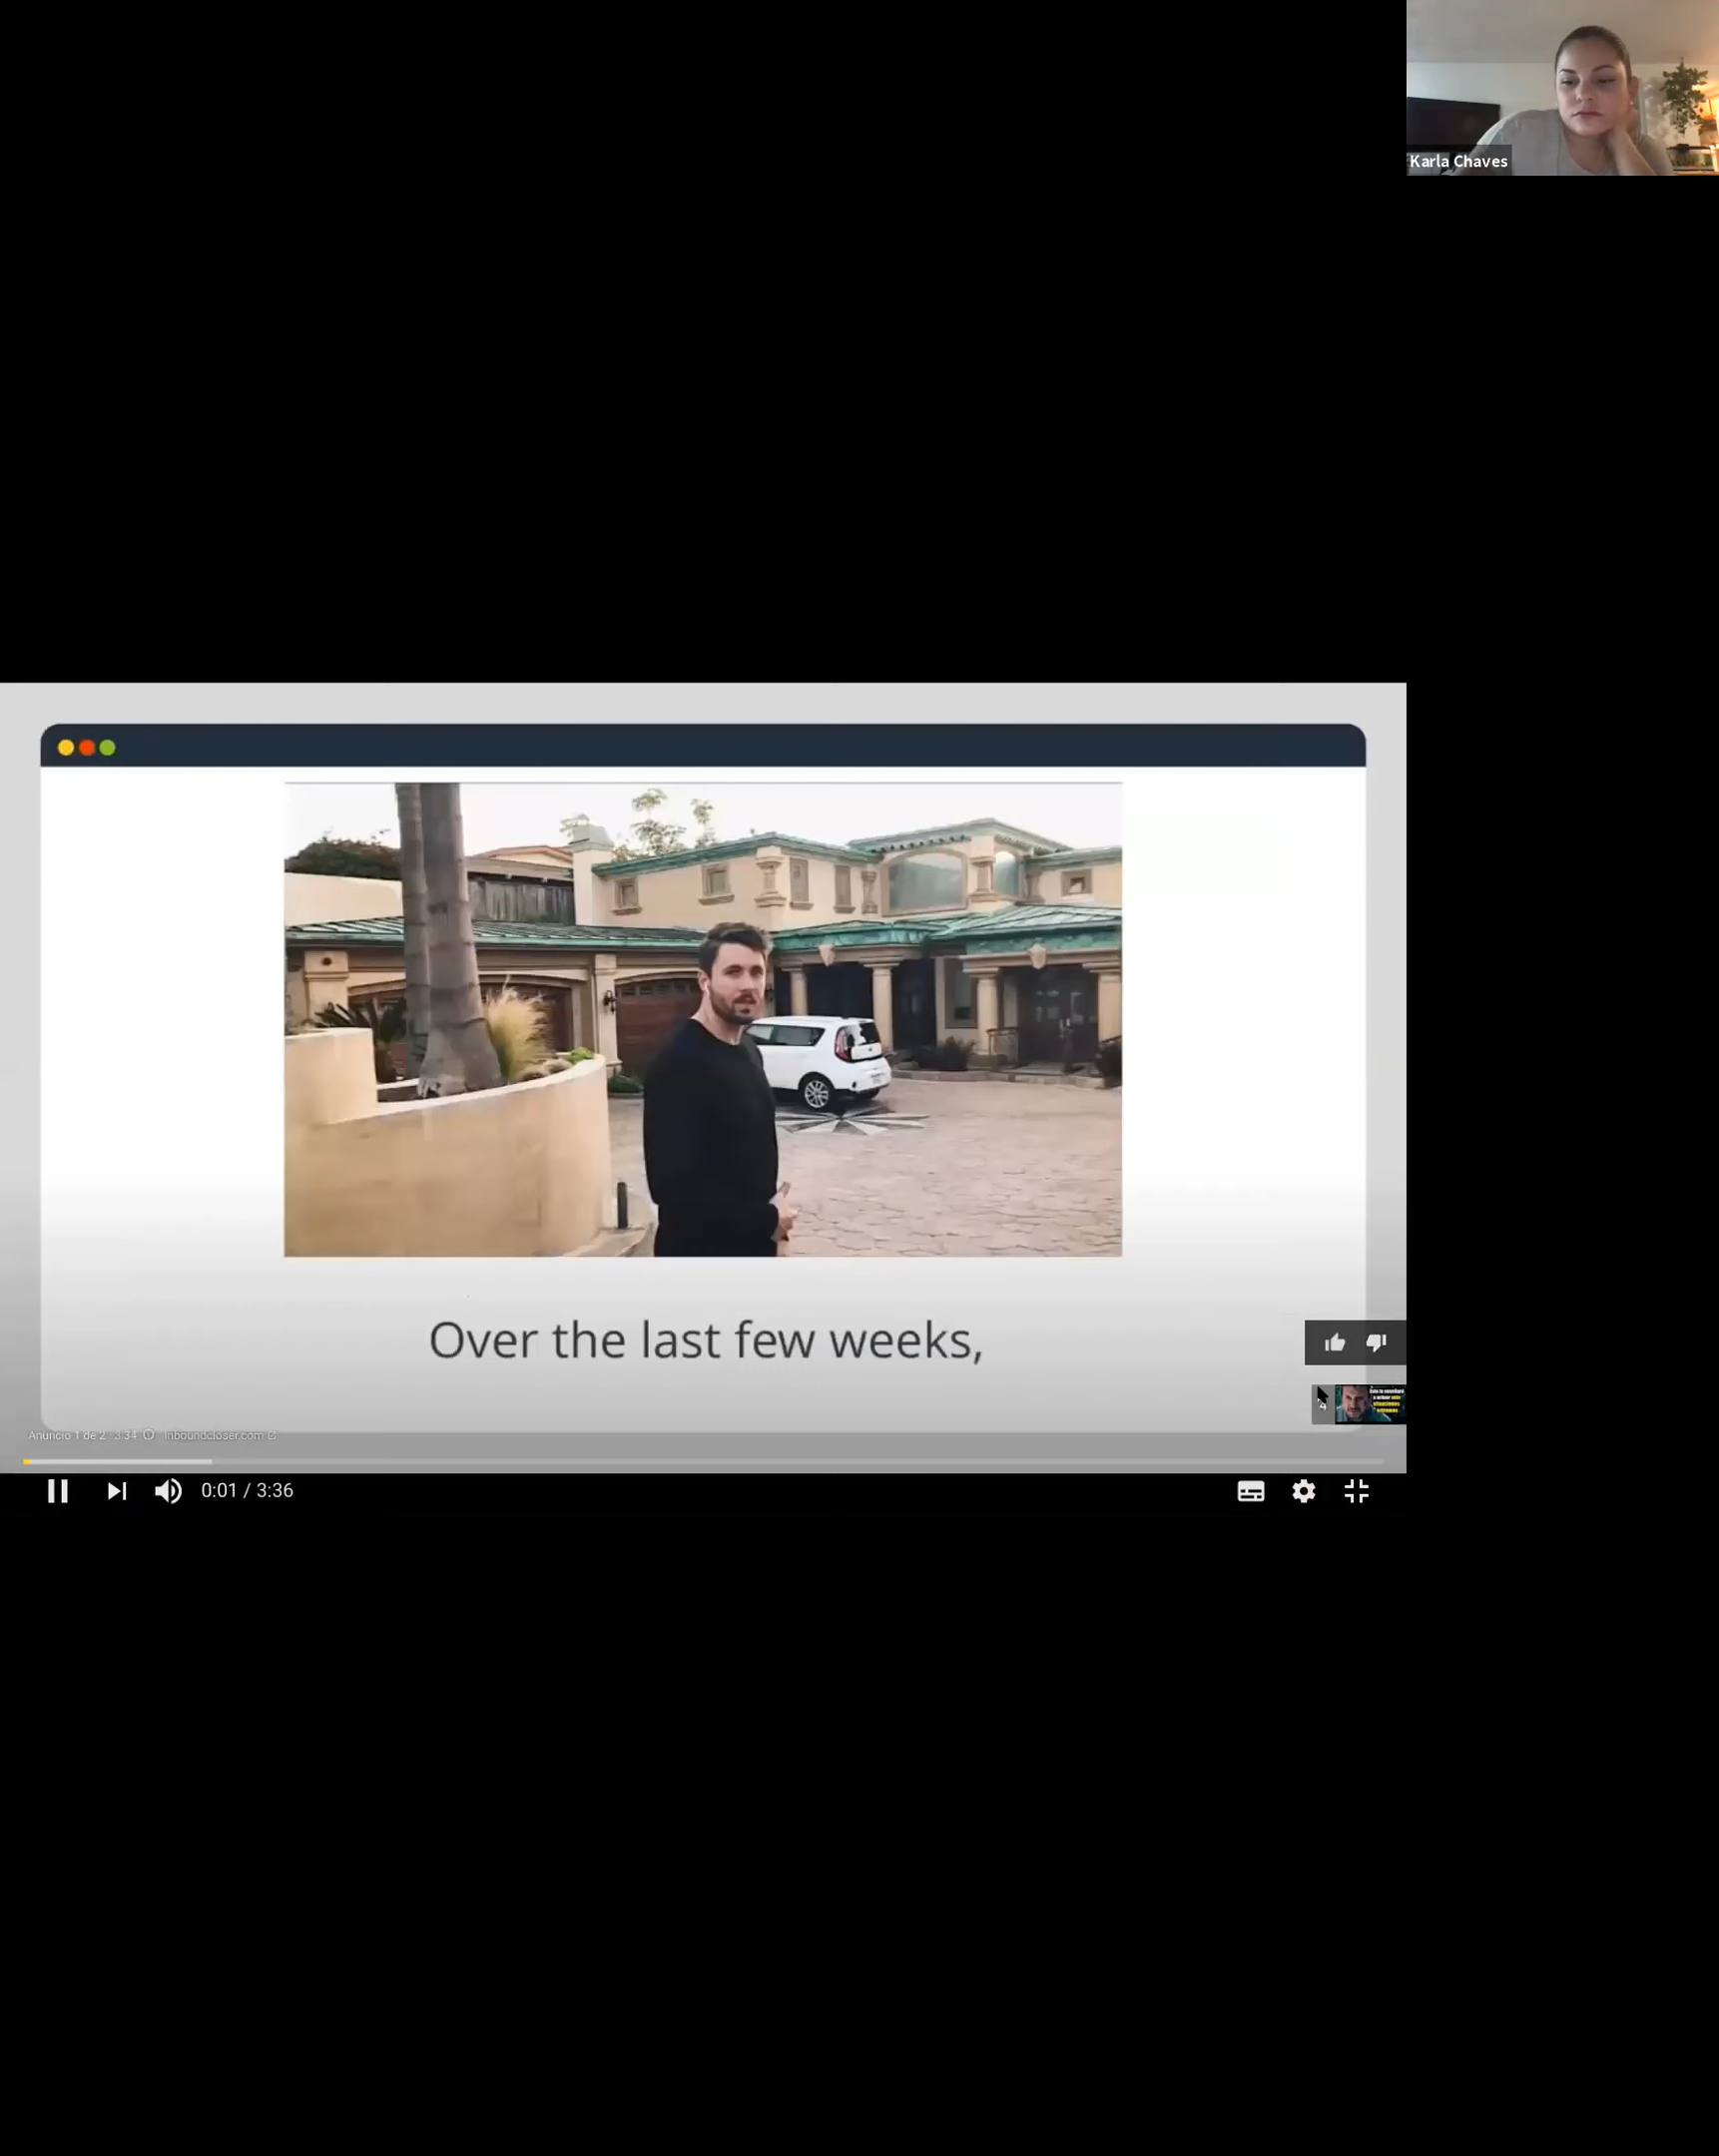 Karla Chaves
Over the last few weeks,
Anuncio 1 de 2 · 3:34 inboundcloser.com
0:01 / 3:36